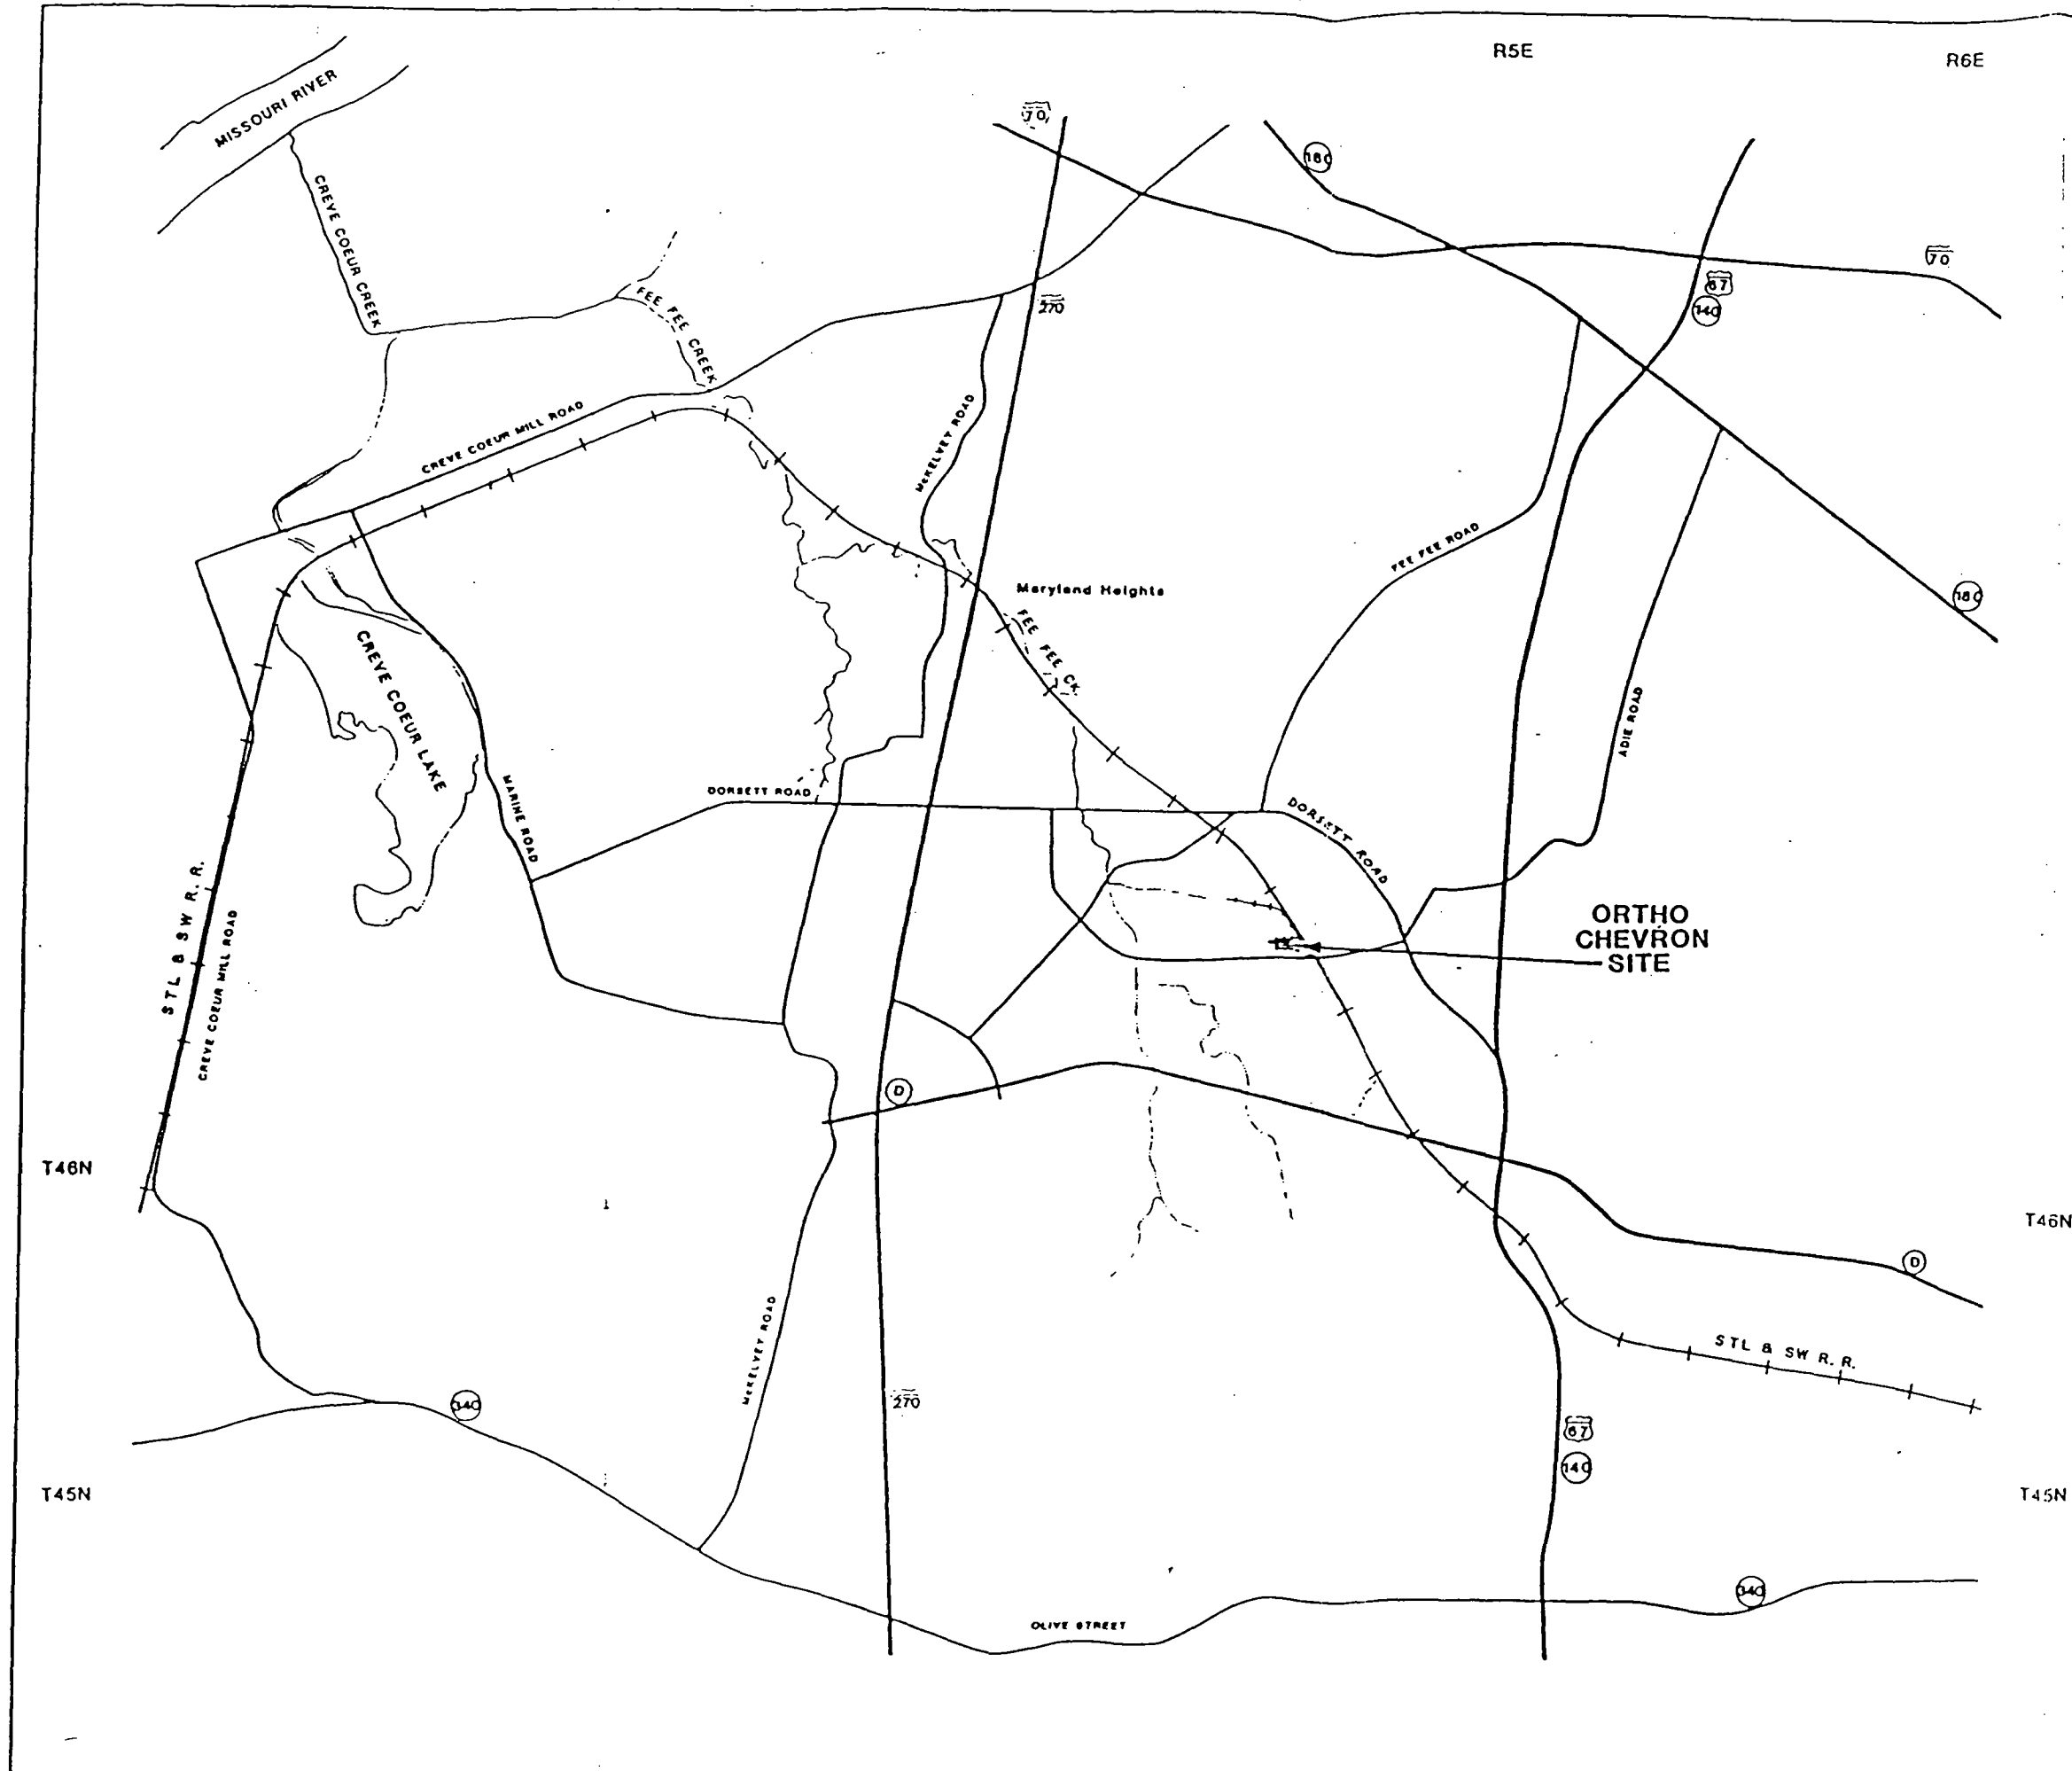 R5E
R6E
MISSOURI RIVER
70
180
CREVE COEUR CREEK
70
67
140
FEE FEE CREEK
270
McKELVEY ROAD
CREVE COEUR MILL ROAD
FEE FEE ROAD
Maryland Heights
180
FEE FEE CK.
CREVE COEUR LAKE
ADIE ROAD
MARINE ROAD
DORSETT ROAD
DORSETT ROAD
STL & SW R. R.
CREVE COEUR MILL ROAD
ORTHO
CHEVRON
SITE
D
T46N
T46N
D
McKELVEY ROAD
STL & SW R. R.
340
270
67
140
T45N
T45N
340
OLIVE STREET